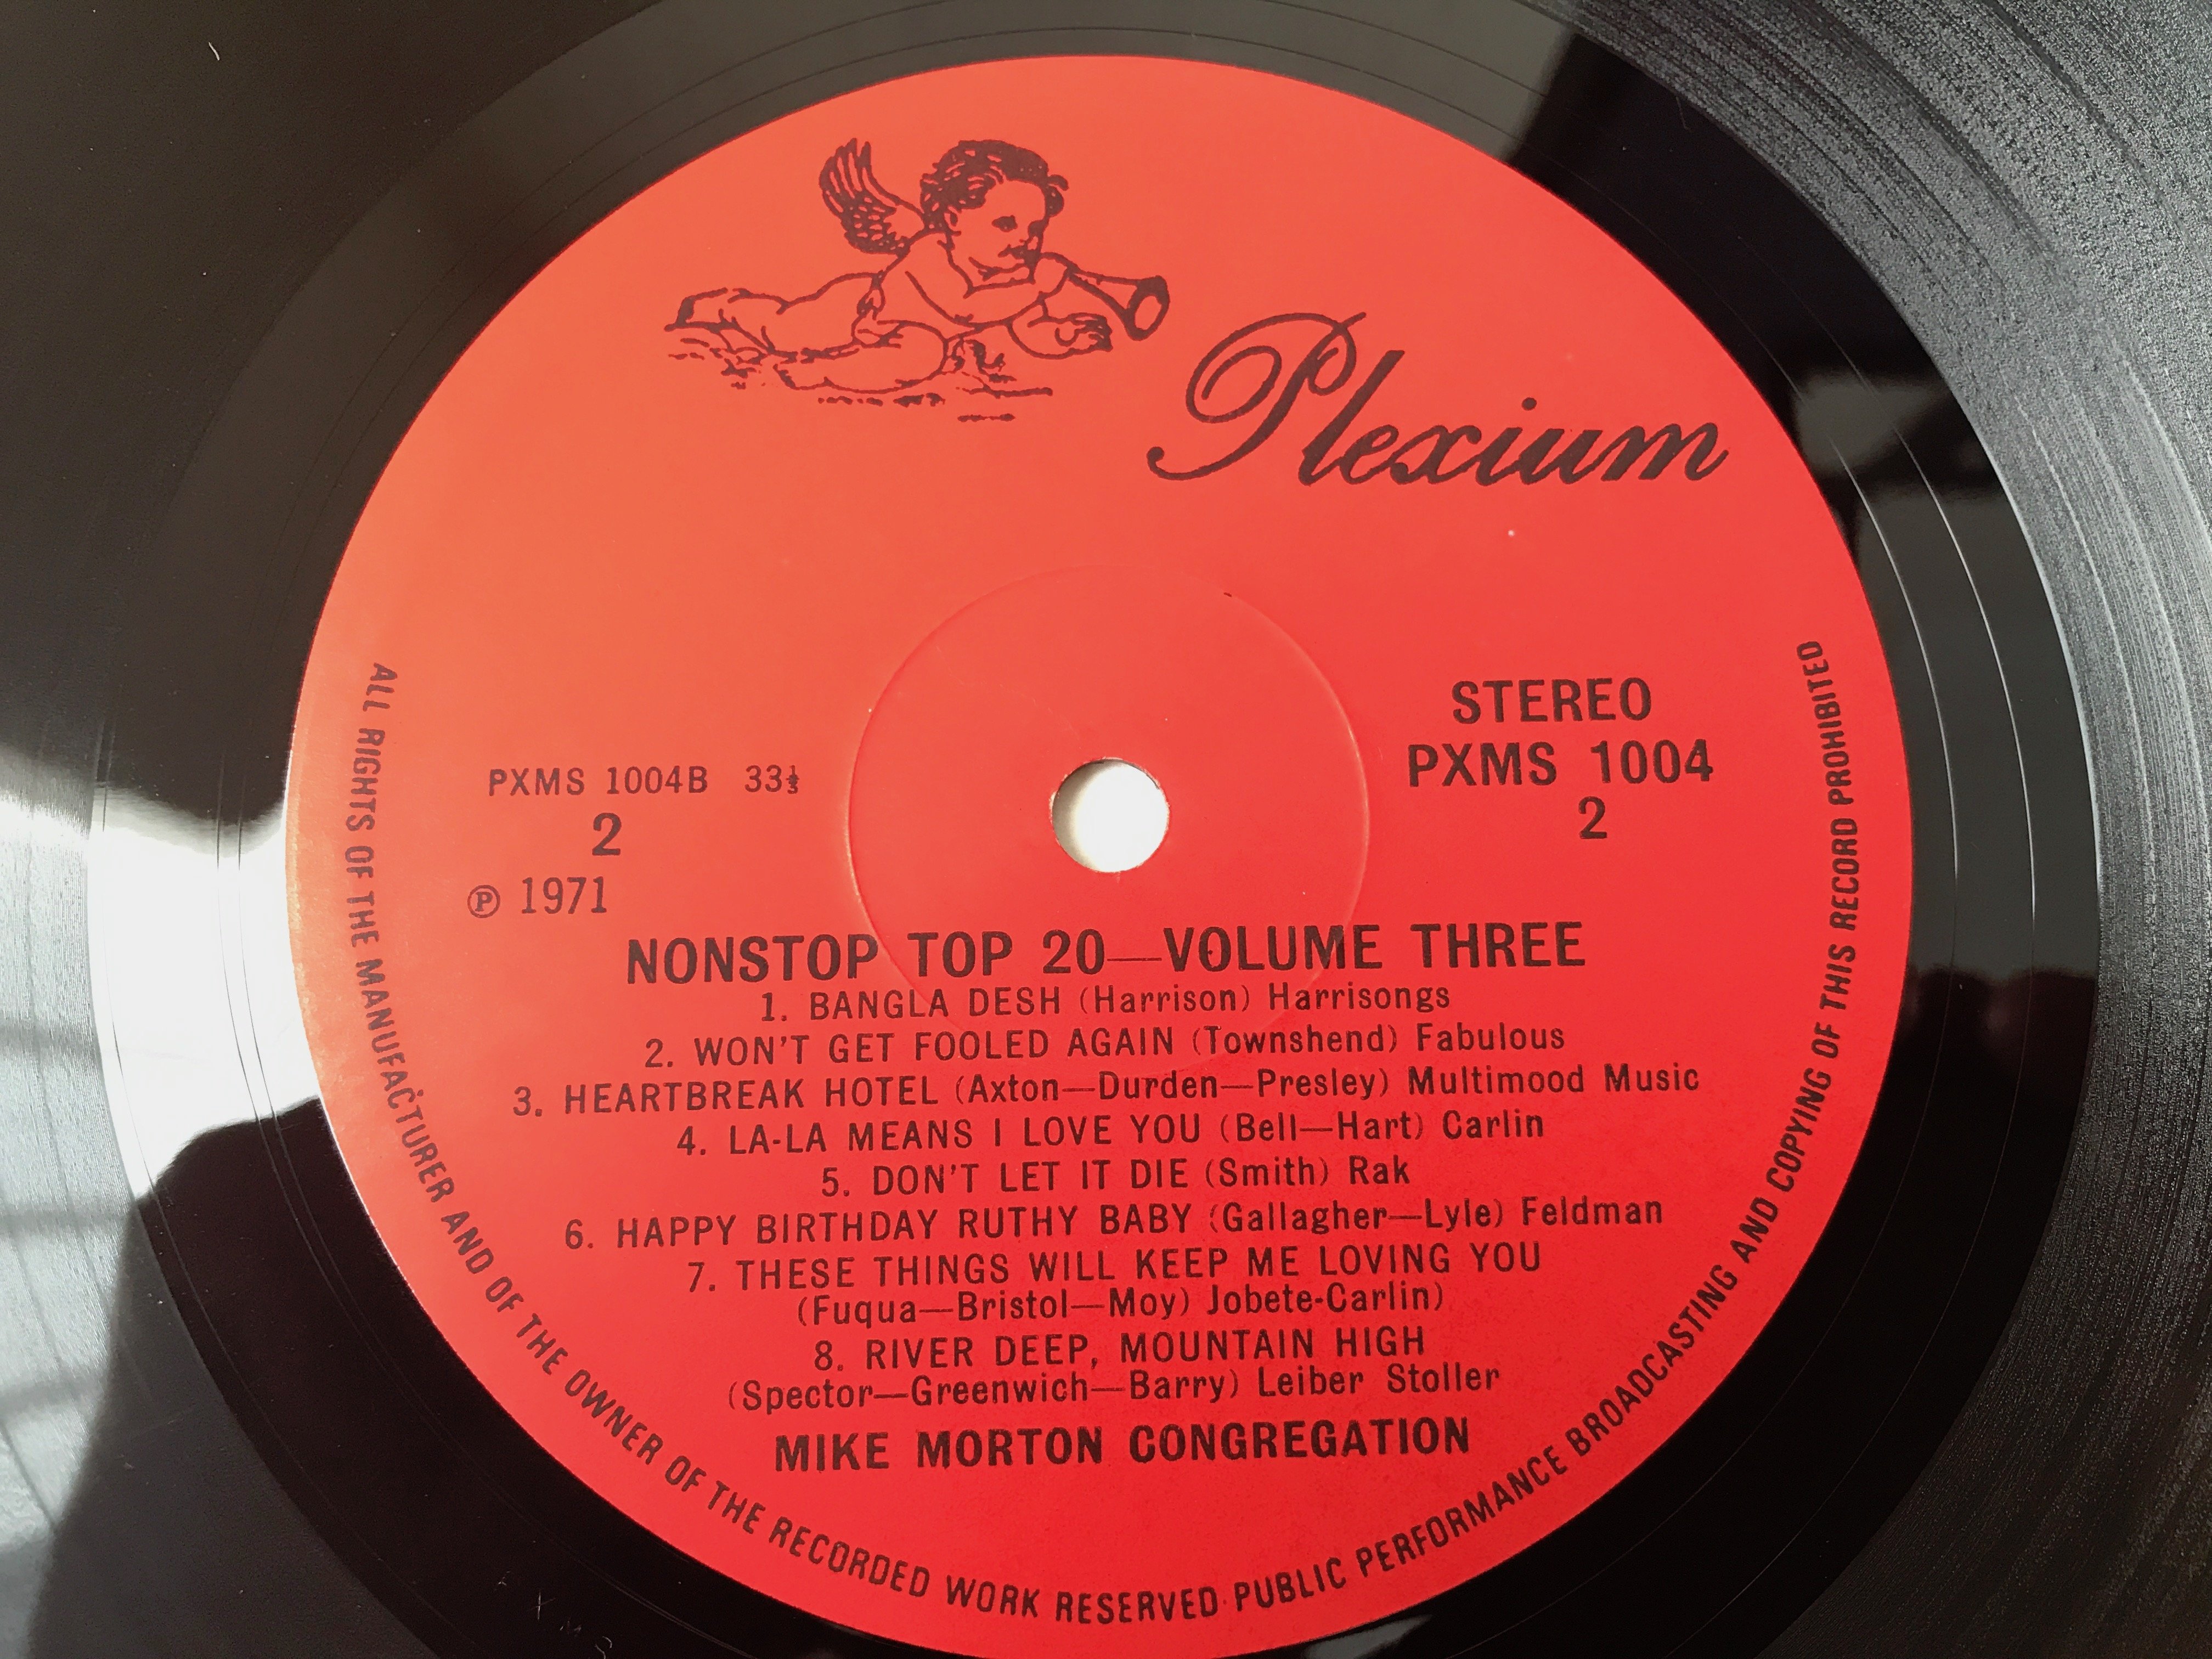 Plexium
STEREO
PXMS 1004
2
PXMS 1004B 33⅓
2
℗ 1971
NONSTOP TOP 20—VOLUME THREE
1. BANGLA DESH (Harrison) Harrisongs
2. WON'T GET FOOLED AGAIN (Townshend) Fabulous
3. HEARTBREAK HOTEL (Axton—Durden—Presley) Multimood Music
4. LA-LA MEANS I LOVE YOU (Bell—Hart) Carlin
5. DON'T LET IT DIE (Smith) Rak
6. HAPPY BIRTHDAY RUTHY BABY (Gallagher—Lyle) Feldman
7. THESE THINGS WILL KEEP ME LOVING YOU
(Fuqua—Bristol—Moy) Jobete-Carlin)
8. RIVER DEEP, MOUNTAIN HIGH
(Spector—Greenwich—Barry) Leiber Stoller
MIKE MORTON CONGREGATION
ALL RIGHTS OF THE MANUFACTURER AND OF THE OWNER OF THE RECORDED WORK RESERVED·PUBLIC PERFORMANCE BROADCASTING AND COPYING OF THIS RECORD PROHIBITED